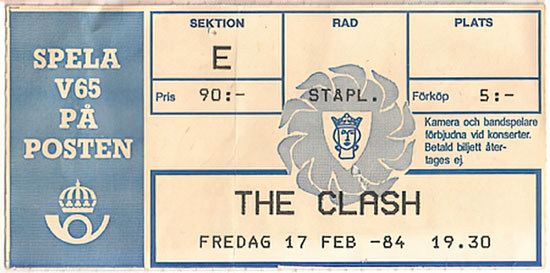 SPELA
V65
PÅ
POSTEN
SEKTION RAD PLATS
E
Pris 90:- STÅPL. Förköp 5:-
Kamera och bandspelare
förbjudna vid konserter.
Betald biljett åter-
tages ej.
THE CLASH
FREDAG 17 FEB -84 19.30